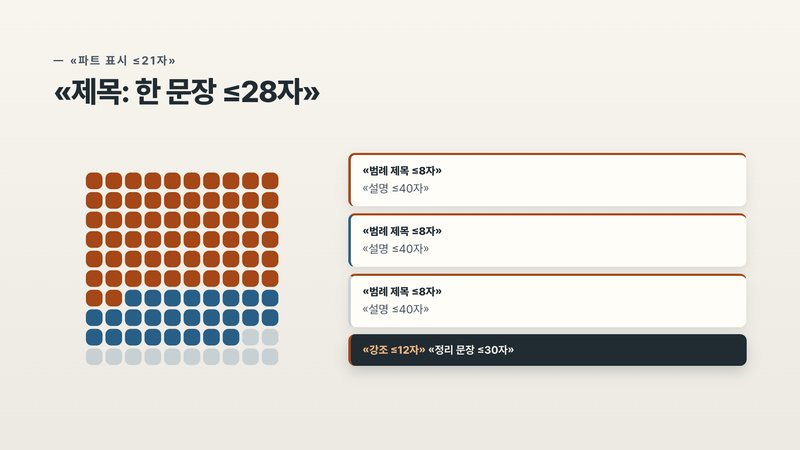 — «파트 표시 ≤21자»
«제목: 한 문장 ≤28자»
«범례 제목 ≤8자»
«설명 ≤40자»
«범례 제목 ≤8자»
«설명 ≤40자»
«범례 제목 ≤8자»
«설명 ≤40자»
«강조 ≤12자» «정리 문장 ≤30자»